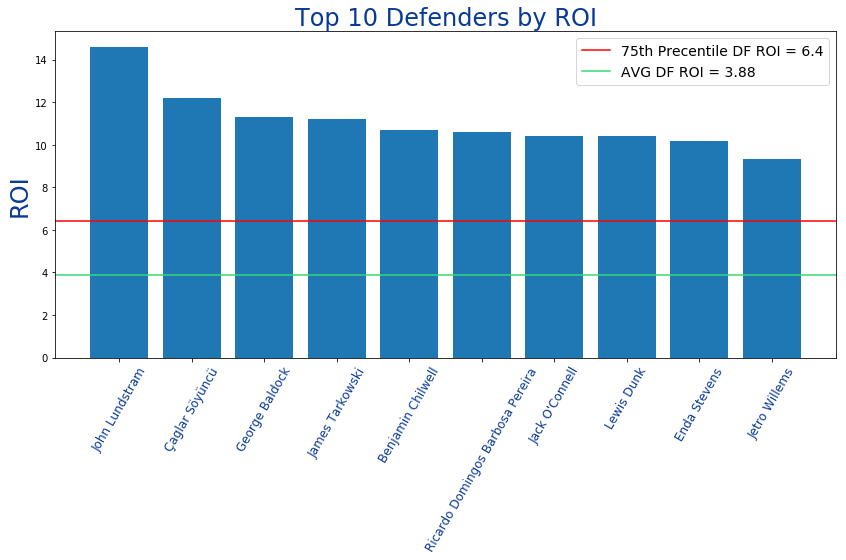 Top 10 Defenders by ROI
75th Precentile DF ROI = 6.4
AVG DF ROI = 3.88
ROI
14
12
10
8
6
4
2
0
John Lundstram
Çaglar Söyüncü
George Baldock
James Tarkowski
Benjamin Chilwell
Ricardo Domingos Barbosa Pereira
Jack O'Connell
Lewis Dunk
Enda Stevens
Jetro Willems